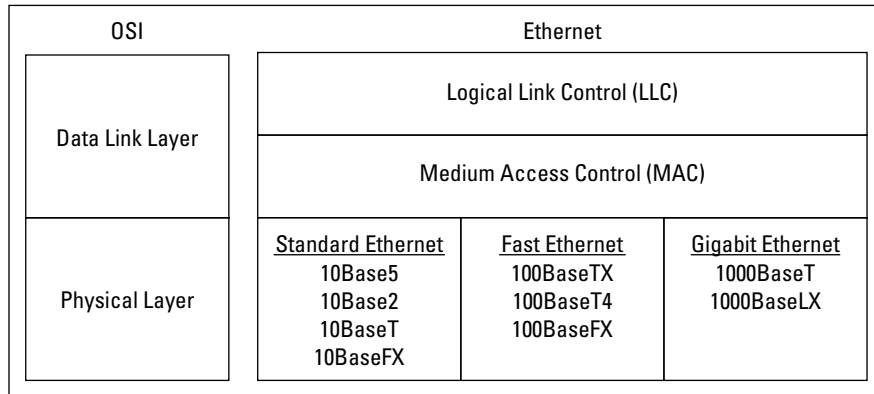 OSI
Ethernet
Data Link Layer
Logical Link Control (LLC)
Medium Access Control (MAC)
Physical Layer
Standard Ethernet
10Base5
10Base2
10BaseT
10BaseFX
Fast Ethernet
100BaseTX
100BaseT4
100BaseFX
Gigabit Ethernet
1000BaseT
1000BaseLX